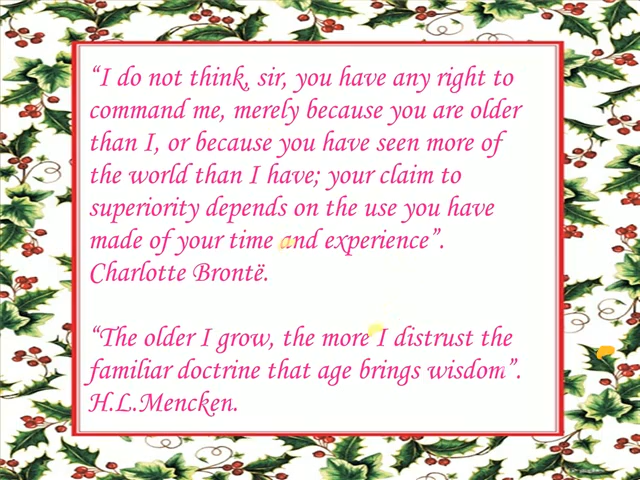 “I do not think, sir, you have any right to
command me, merely because you are older
than I, or because you have seen more of
the world than I have; your claim to
superiority depends on the use you have
made of your time and experience”.
Charlotte Brontë.
“The older I grow, the more I distrust the
familiar doctrine that age brings wisdom”.
H.L.Mencken.